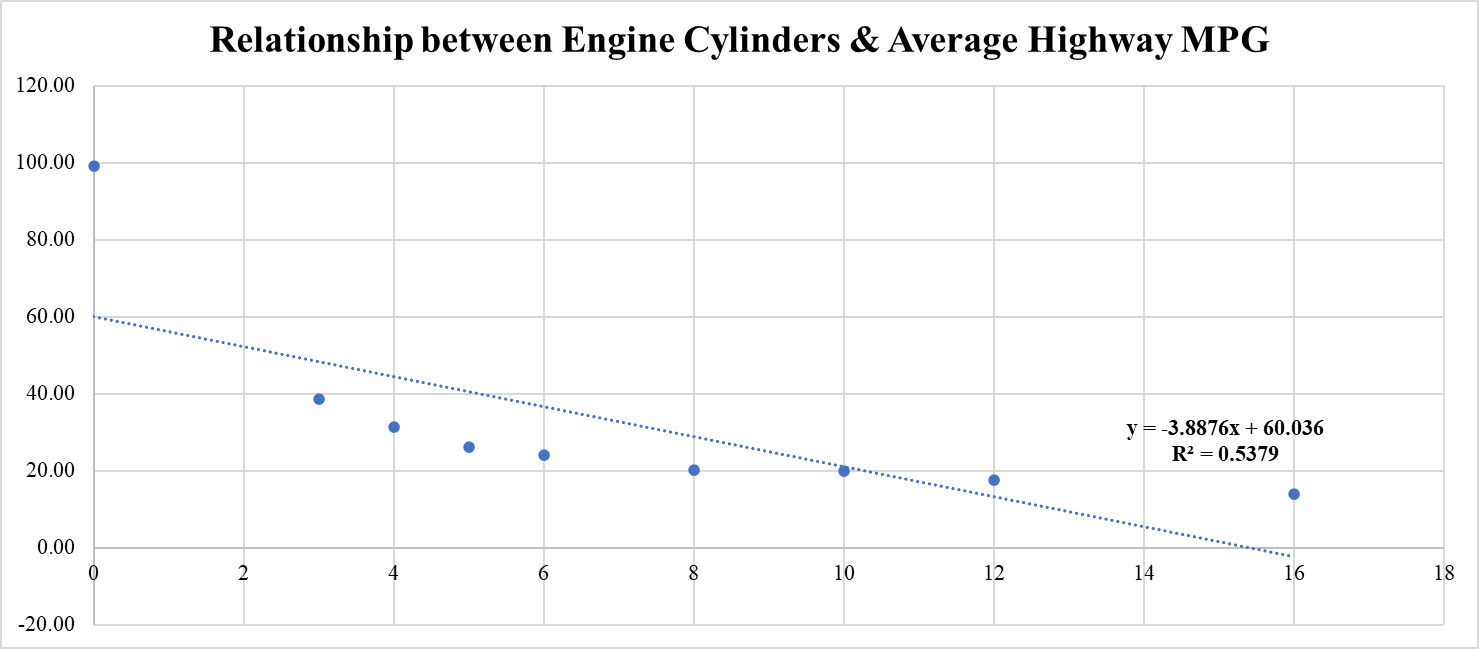 Relationship between Engine Cylinders & Average Highway MPG
120.00
100.00
80.00
60.00
40.00
20.00
0.00
-20.00
y = -3.8876x + 60.036
R² = 0.5379
0 2 4 6 8 10 12 14 16 18